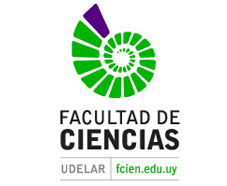 FACULTAD DE
CIENCIAS
UDELAR | fcien.edu.uy